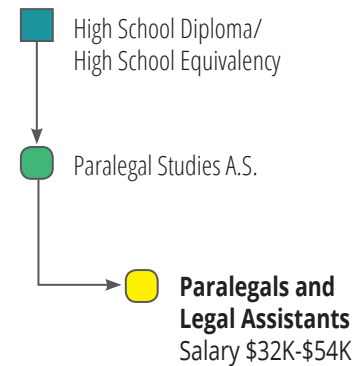 High School Diploma/
High School Equivalency
Paralegal Studies A.S.
Paralegals and
Legal Assistants
Salary $32K-$54K